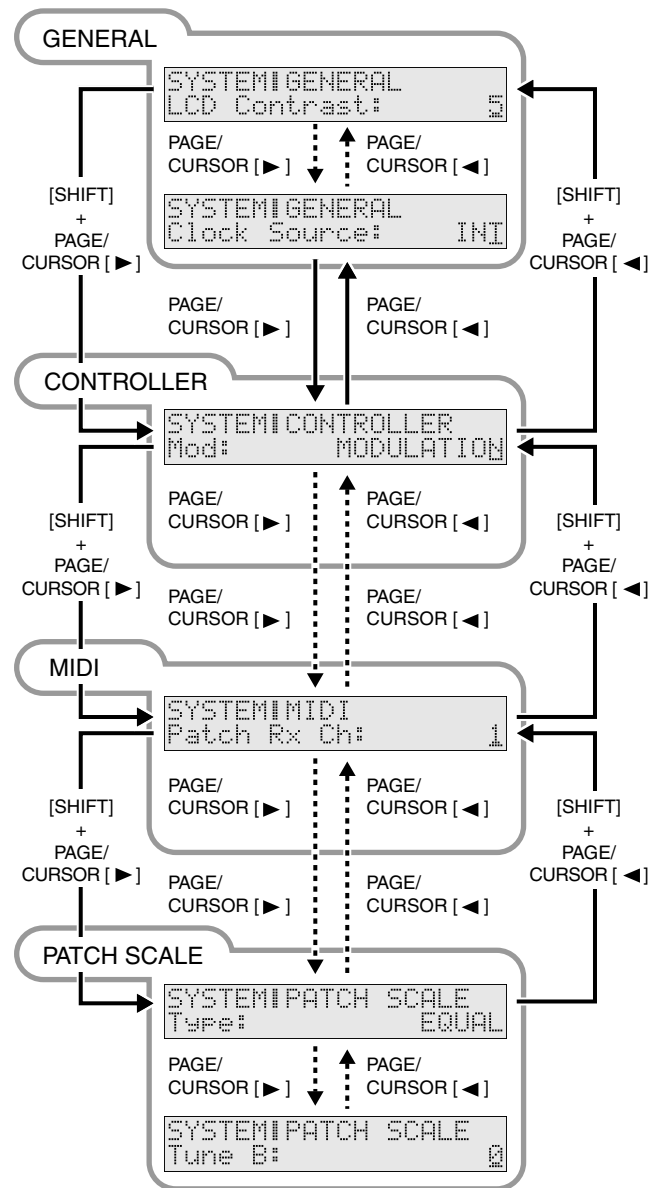 GENERAL
SYSTEM|GENERAL
LCD Contrast: 5
PAGE/
CURSOR [▶]
PAGE/
CURSOR [◀]
[SHIFT]
+
PAGE/
CURSOR [▶]
[SHIFT]
+
PAGE/
CURSOR [◀]
SYSTEM|GENERAL
Clock Source: INT
PAGE/
CURSOR [▶]
PAGE/
CURSOR [◀]
CONTROLLER
SYSTEM|CONTROLLER
Mod: MODULATION
PAGE/
CURSOR [▶]
PAGE/
CURSOR [◀]
[SHIFT]
+
PAGE/
CURSOR [▶]
[SHIFT]
+
PAGE/
CURSOR [◀]
PAGE/
CURSOR [▶]
PAGE/
CURSOR [◀]
MIDI
SYSTEM|MIDI
Patch Rx Ch: 1
PAGE/
CURSOR [▶]
PAGE/
CURSOR [◀]
[SHIFT]
+
PAGE/
CURSOR [▶]
[SHIFT]
+
PAGE/
CURSOR [◀]
PAGE/
CURSOR [▶]
PAGE/
CURSOR [◀]
PATCH SCALE
SYSTEM|PATCH SCALE
Type: EQUAL
PAGE/
CURSOR [▶]
PAGE/
CURSOR [◀]
SYSTEM|PATCH SCALE
Tune B: 0